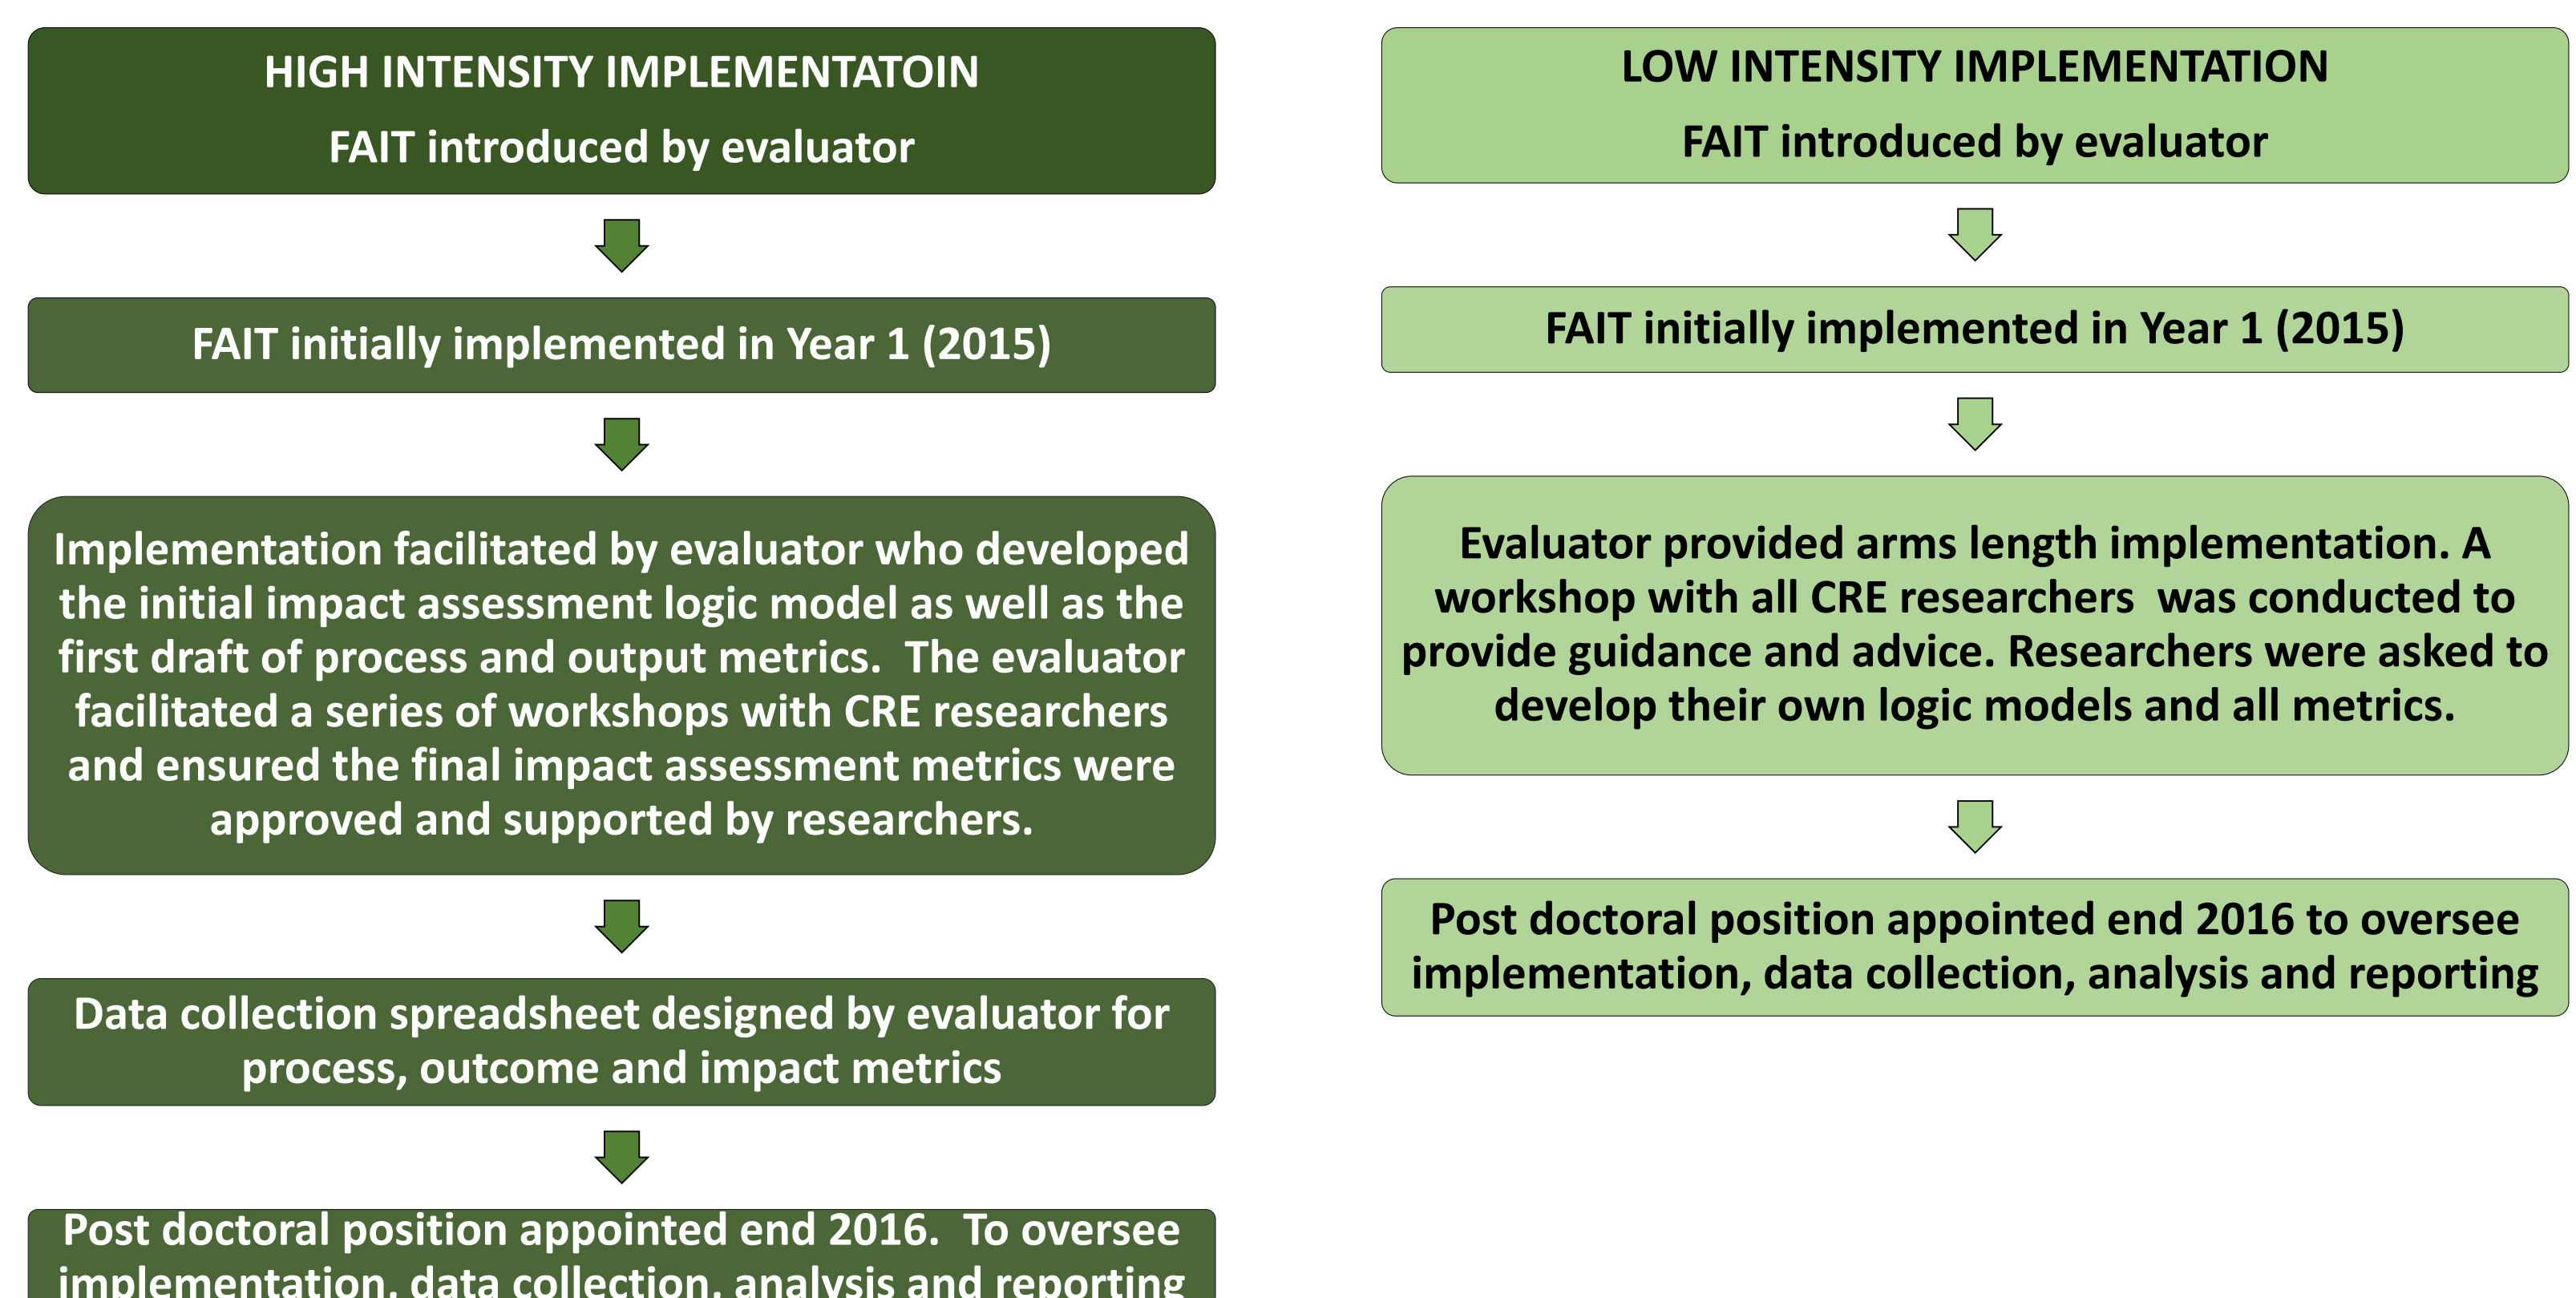 HIGH INTENSITY IMPLEMENTATOIN
FAIT introduced by evaluator
FAIT initially implemented in Year 1 (2015)
Implementation facilitated by evaluator who developed
the initial impact assessment logic model as well as the
first draft of process and output metrics.  The evaluator
facilitated a series of workshops with CRE researchers
and ensured the final impact assessment metrics were
approved and supported by researchers.
Data collection spreadsheet designed by evaluator for
process, outcome and impact metrics
Post doctoral position appointed end 2016.  To oversee
implementation, data collection, analysis and reporting
LOW INTENSITY IMPLEMENTATION
FAIT introduced by evaluator
FAIT initially implemented in Year 1 (2015)
Evaluator provided arms length implementation. A
workshop with all CRE researchers  was conducted to
provide guidance and advice. Researchers were asked to
develop their own logic models and all metrics.
Post doctoral position appointed end 2016 to oversee
implementation, data collection, analysis and reporting